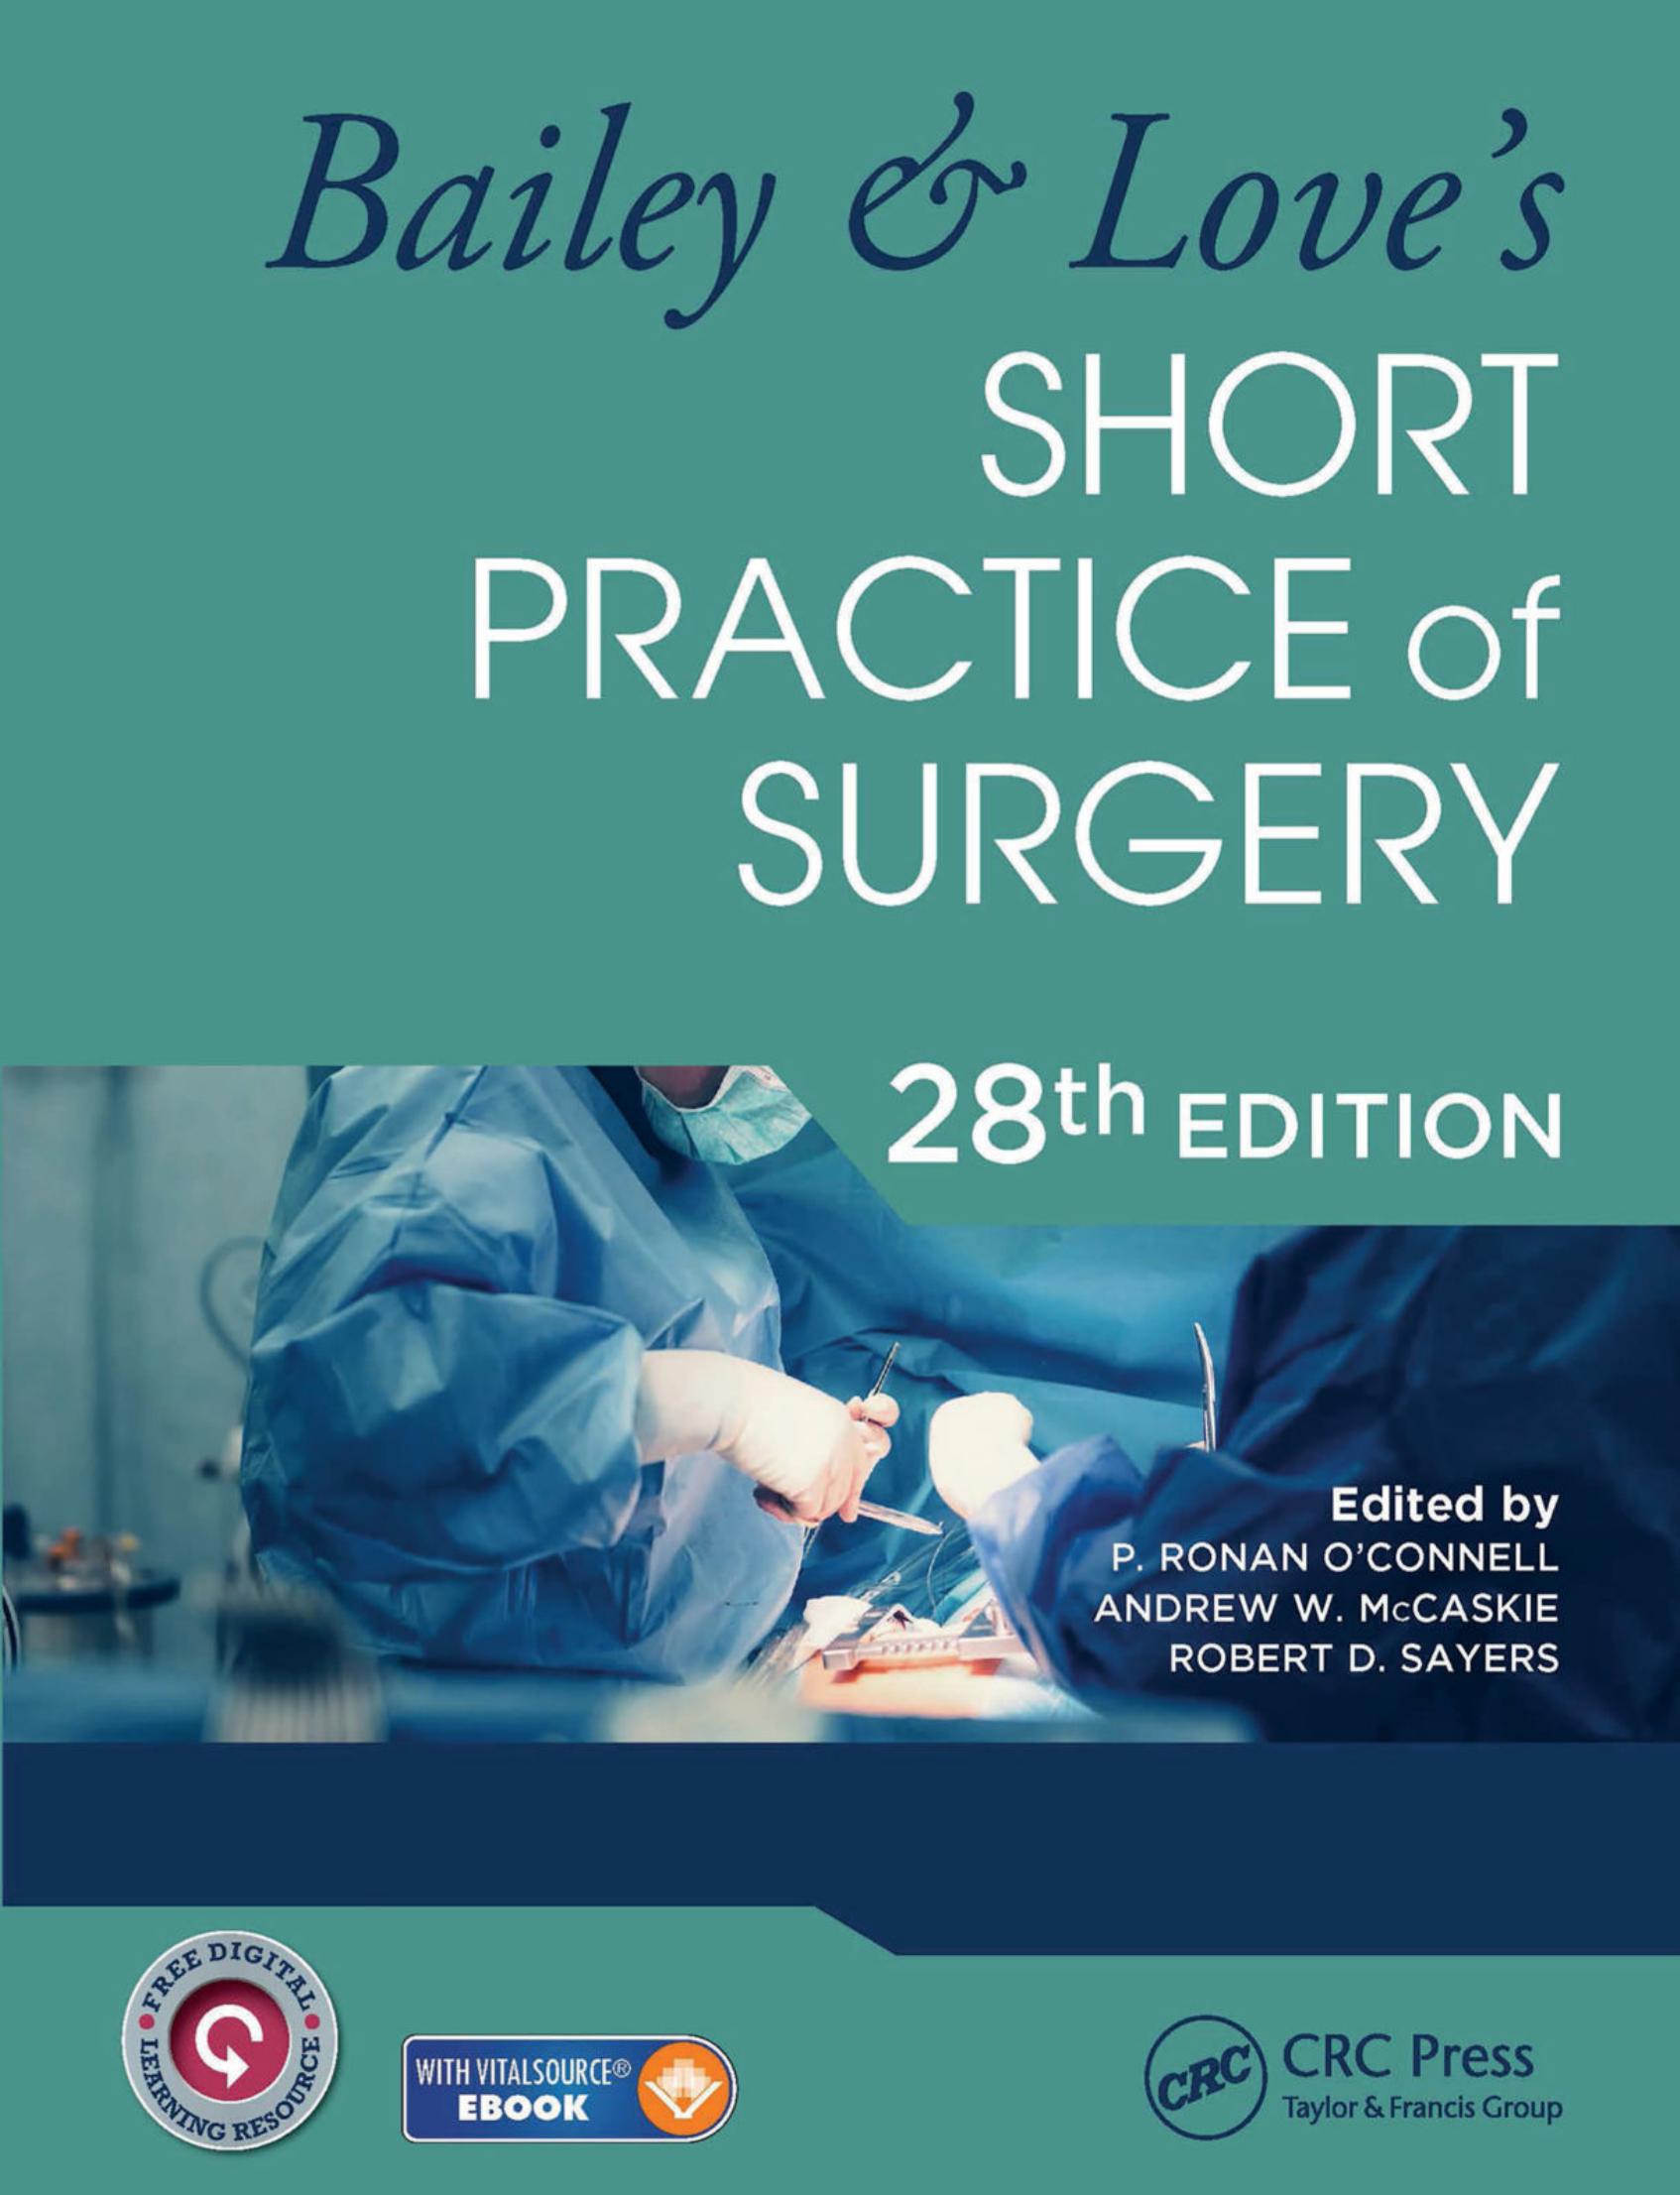 Bailey & Love's
SHORT
PRACTICE of
SURGERY
28th EDITION
Edited by
P. RONAN O'CONNELL
ANDREW W. McCASKIE
ROBERT D. SAYERS
FREE DIGITAL
LEARNING RESOURCE
WITH VITALSOURCE®
EBOOK
CRC
CRC Press
Taylor & Francis Group